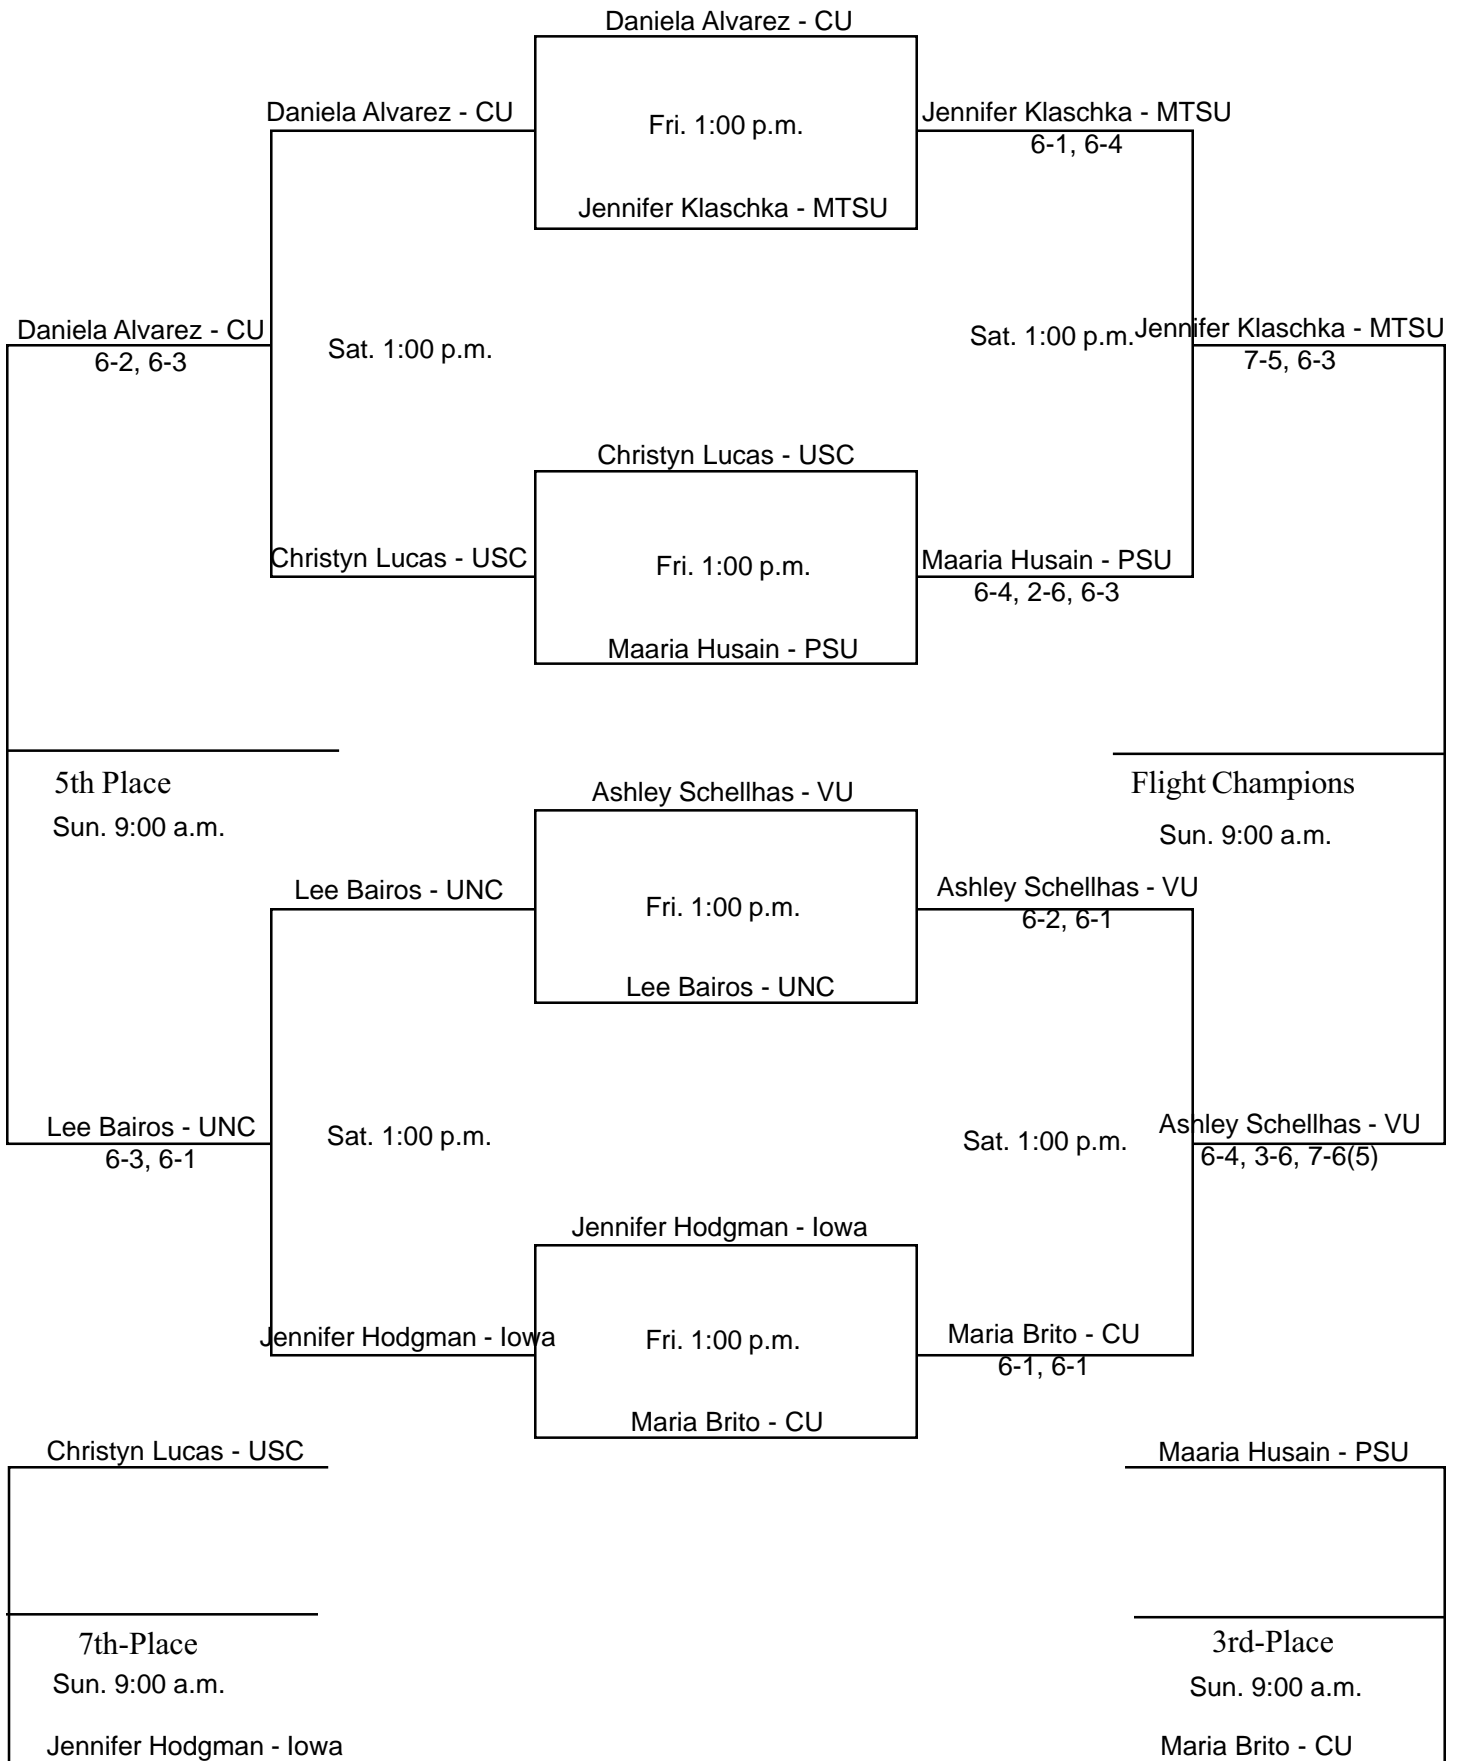 Daniela Alvarez - CU
Daniela Alvarez - CU
Fri. 1:00 p.m.
Jennifer Klaschka - MTSU
6-1, 6-4
Jennifer Klaschka - MTSU
Daniela Alvarez - CU
6-2, 6-3
Sat. 1:00 p.m.
Sat. 1:00 p.m.
Jennifer Klaschka - MTSU
7-5, 6-3
Christyn Lucas - USC
Christyn Lucas - USC
Fri. 1:00 p.m.
Maaria Husain - PSU
6-4, 2-6, 6-3
Maaria Husain - PSU
5th Place
Sun. 9:00 a.m.
Ashley Schellhas - VU
Flight Champions
Sun. 9:00 a.m.
Lee Bairos - UNC
Fri. 1:00 p.m.
Ashley Schellhas - VU
6-2, 6-1
Lee Bairos - UNC
Lee Bairos - UNC
6-3, 6-1
Sat. 1:00 p.m.
Sat. 1:00 p.m.
Ashley Schellhas - VU
6-4, 3-6, 7-6(5)
Jennifer Hodgman - Iowa
Jennifer Hodgman - Iowa
Fri. 1:00 p.m.
Maria Brito - CU
6-1, 6-1
Maria Brito - CU
Christyn Lucas - USC
Maaria Husain - PSU
7th-Place
Sun. 9:00 a.m.
3rd-Place
Sun. 9:00 a.m.
Jennifer Hodgman - Iowa
Maria Brito - CU